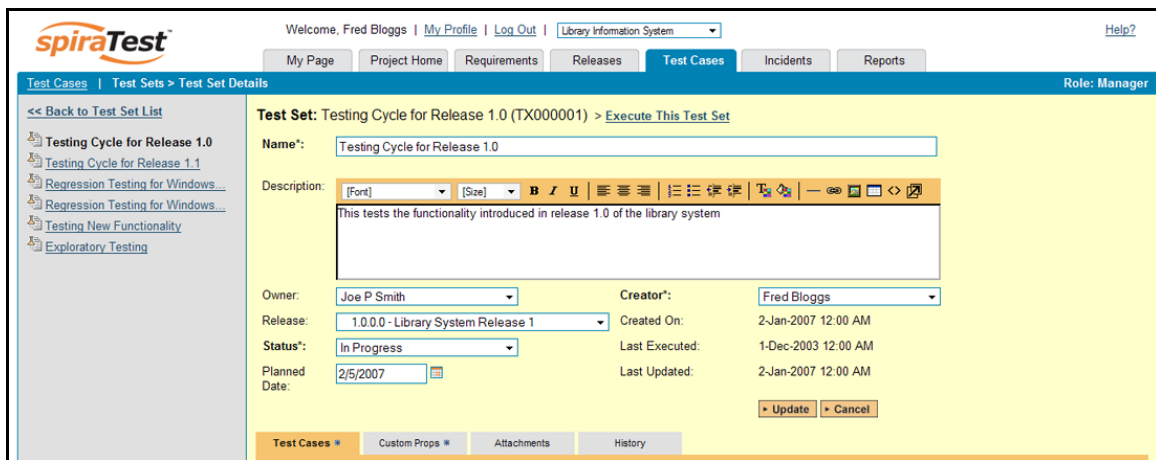 spiraTest
Welcome, Fred Bloggs | My Profile | Log Out | Library Information System
Help?
My Page Project Home Requirements Releases Test Cases Incidents Reports
Test Cases | Test Sets > Test Set Details
Role: Manager
<< Back to Test Set List
Testing Cycle for Release 1.0
Testing Cycle for Release 1.1
Regression Testing for Windows...
Regression Testing for Windows...
Testing New Functionality
Exploratory Testing
Test Set: Testing Cycle for Release 1.0 (TX000001) > Execute This Test Set
Name*: Testing Cycle for Release 1.0
Description: [Font] [Size] B I U
This tests the functionality introduced in release 1.0 of the library system
Owner: Joe P Smith Creator*: Fred Bloggs
Release: 1.0.0.0 - Library System Release 1 Created On: 2-Jan-2007 12:00 AM
Status*: In Progress Last Executed: 1-Dec-2003 12:00 AM
Planned Date: 2/5/2007 Last Updated: 2-Jan-2007 12:00 AM
Update Cancel
Test Cases * Custom Props * Attachments History